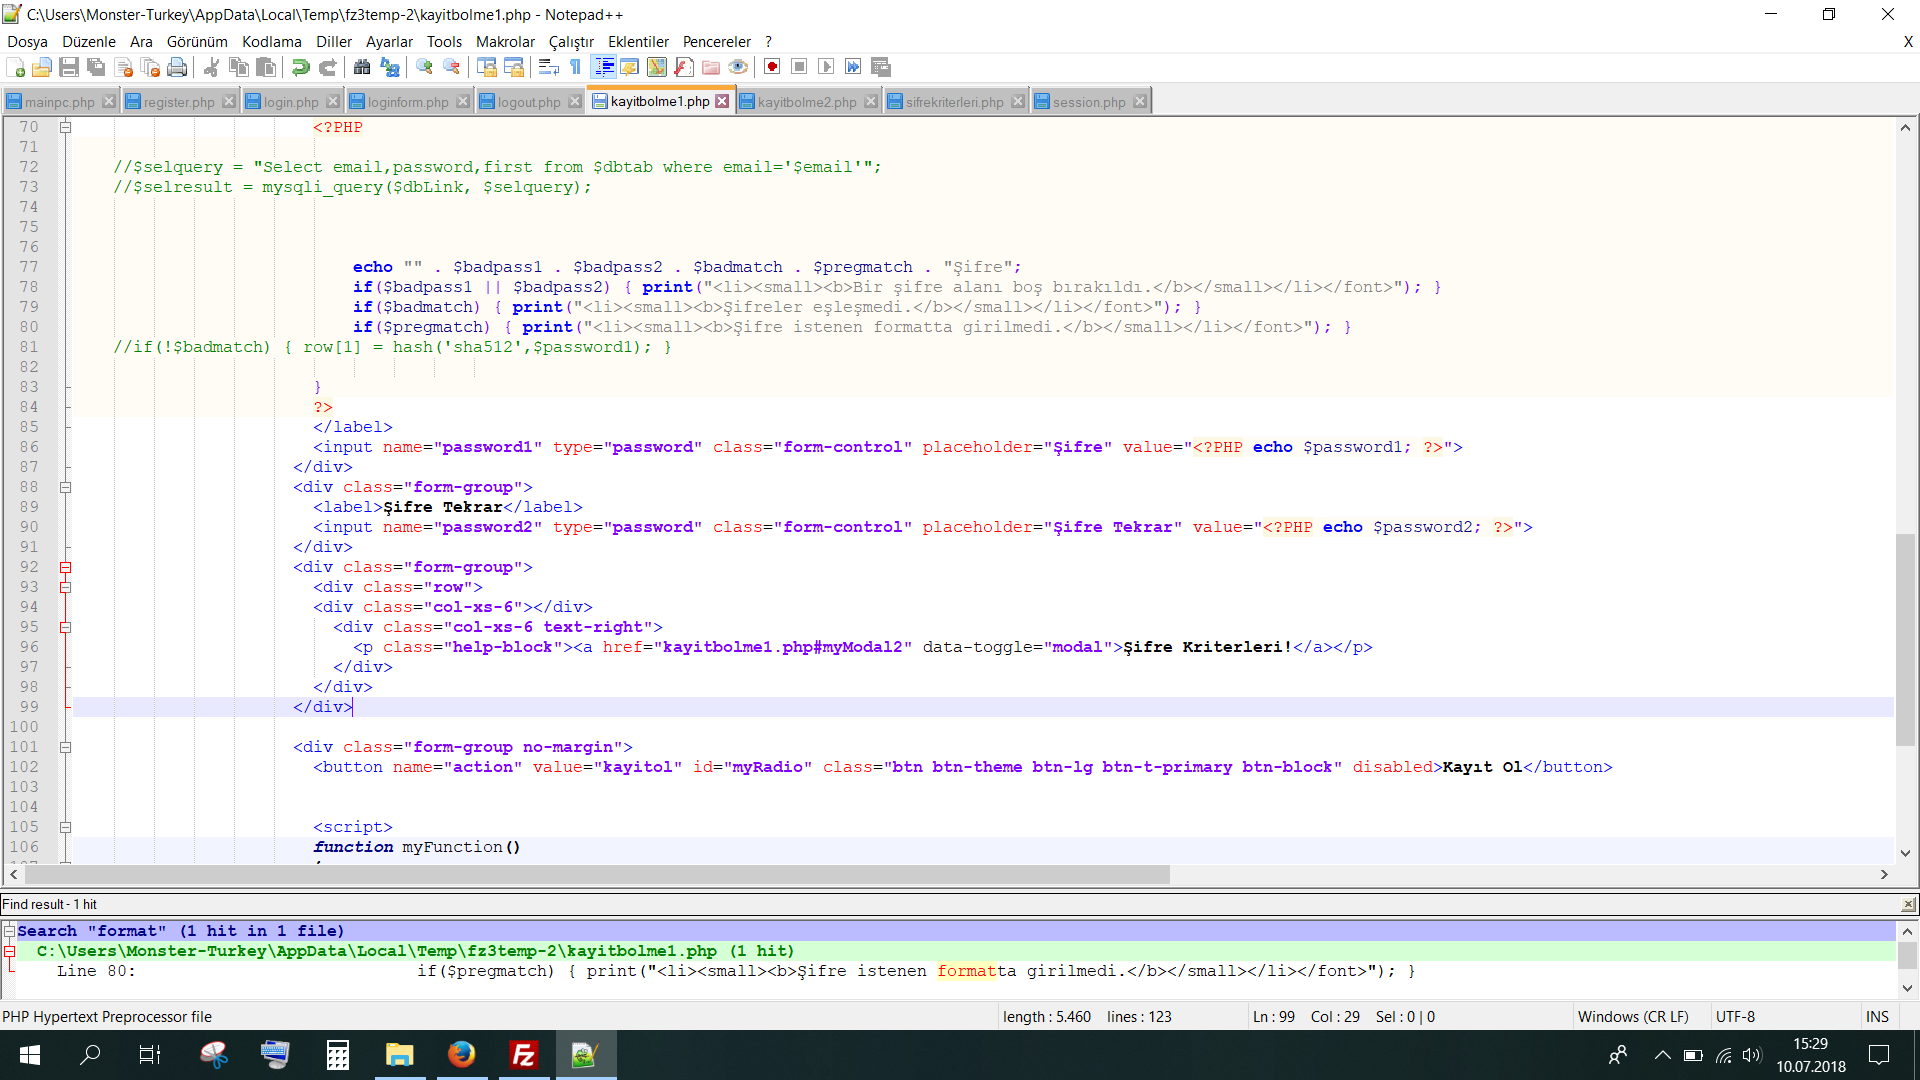 C:\Users\Monster-Turkey\AppData\Local\Temp\fz3temp-2\kayitbolme1.php - Notepad++
Dosya Düzenle Ara Görünüm Kodlama Diller Ayarlar Tools Makrolar Çalıştır Eklentiler Pencereler ? X
mainpc.php register.php login.php loginform.php logout.php kayitbolme1.php kayitbolme2.php sifrekriterleri.php session.php
70 <?PHP
71
72 //$selquery = "Select email,password,first from $dbtab where email='$email'";
73 //$selresult = mysqli_query($dbLink, $selquery);
74
75
76
77 echo "" . $badpass1 . $badpass2 . $badmatch . $pregmatch . "Şifre";
78 if($badpass1 || $badpass2) { print("<li><small><b>Bir şifre alanı boş bırakıldı.</b></small></li></font>"); }
79 if($badmatch) { print("<li><small><b>Şifreler eşleşmedi.</b></small></li></font>"); }
80 if($pregmatch) { print("<li><small><b>Şifre istenen formatta girilmedi.</b></small></li></font>"); }
81 //if(!$badmatch) { row[1] = hash('sha512',$password1); }
82
83 }
84 ?>
85 </label>
86 <input name="password1" type="password" class="form-control" placeholder="Şifre" value="<?PHP echo $password1; ?>">
87 </div>
88 <div class="form-group">
89 <label>Şifre Tekrar</label>
90 <input name="password2" type="password" class="form-control" placeholder="Şifre Tekrar" value="<?PHP echo $password2; ?>">
91 </div>
92 <div class="form-group">
93 <div class="row">
94 <div class="col-xs-6"></div>
95 <div class="col-xs-6 text-right">
96 <p class="help-block"><a href="kayitbolme1.php#myModal2" data-toggle="modal">Şifre Kriterleri!</a></p>
97 </div>
98 </div>
99 </div>
100
101 <div class="form-group no-margin">
102 <button name="action" value="kayitol" id="myRadio" class="btn btn-theme btn-lg btn-t-primary btn-block" disabled>Kayıt Ol</button>
103
104
105 <script>
106 function myFunction()
Find result - 1 hit
Search "format" (1 hit in 1 file)
C:\Users\Monster-Turkey\AppData\Local\Temp\fz3temp-2\kayitbolme1.php (1 hit)
Line 80: if($pregmatch) { print("<li><small><b>Şifre istenen formatta girilmedi.</b></small></li></font>"); }
PHP Hypertext Preprocessor file length : 5.460 lines : 123 Ln : 99 Col : 29 Sel : 0 | 0 Windows (CR LF) UTF-8 INS
15:29
10.07.2018